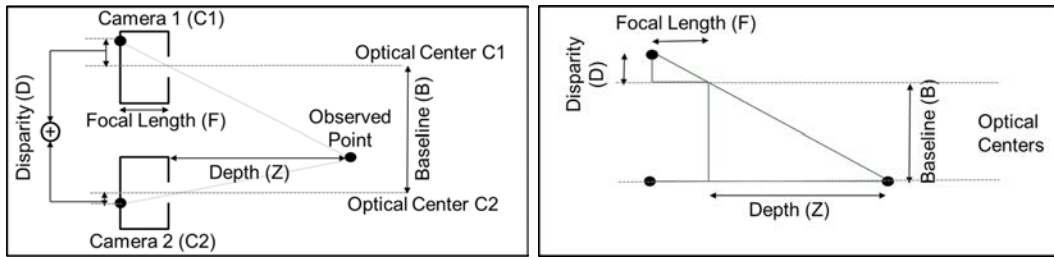 Camera 1 (C1)
Optical Center C1
Disparity (D)
Focal Length (F)
Observed
Point
Baseline (B)
+
Depth (Z)
Optical Center C2
Camera 2 (C2)
Focal Length (F)
Disparity
(D)
Baseline (B)
Optical
Centers
Depth (Z)